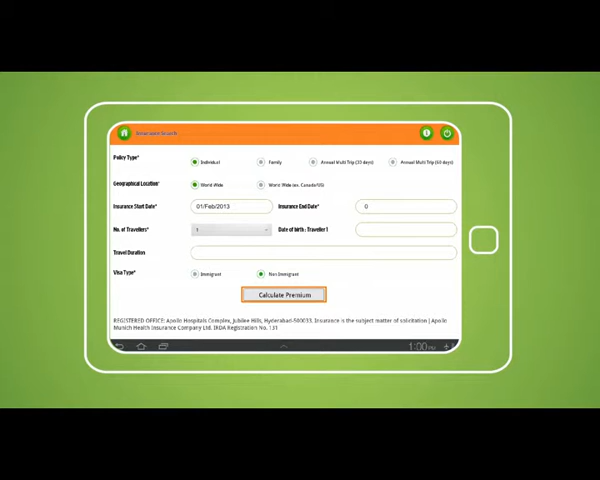 Insurance Search
Policy Type* Individual Family Annual Multi Trip (30 days) Annual Multi Trip (60 days)
Geographical Location* World Wide World Wide (ex. Canada/US)
Insurance Start Date* 01/Feb/2013 Insurance End Date* 0
No. of Travellers* 1 Date of birth : Traveller 1
Travel Duration
Visa Type* Immigrant Non Immigrant
Calculate Premium
REGISTERED OFFICE: Apollo Hospitals Complex, Jubilee Hills, Hyderabad-500033. Insurance is the subject matter of solicitation | Apollo
Munich Health Insurance Company Ltd. IRDA Registration No. 131
1:00 PM